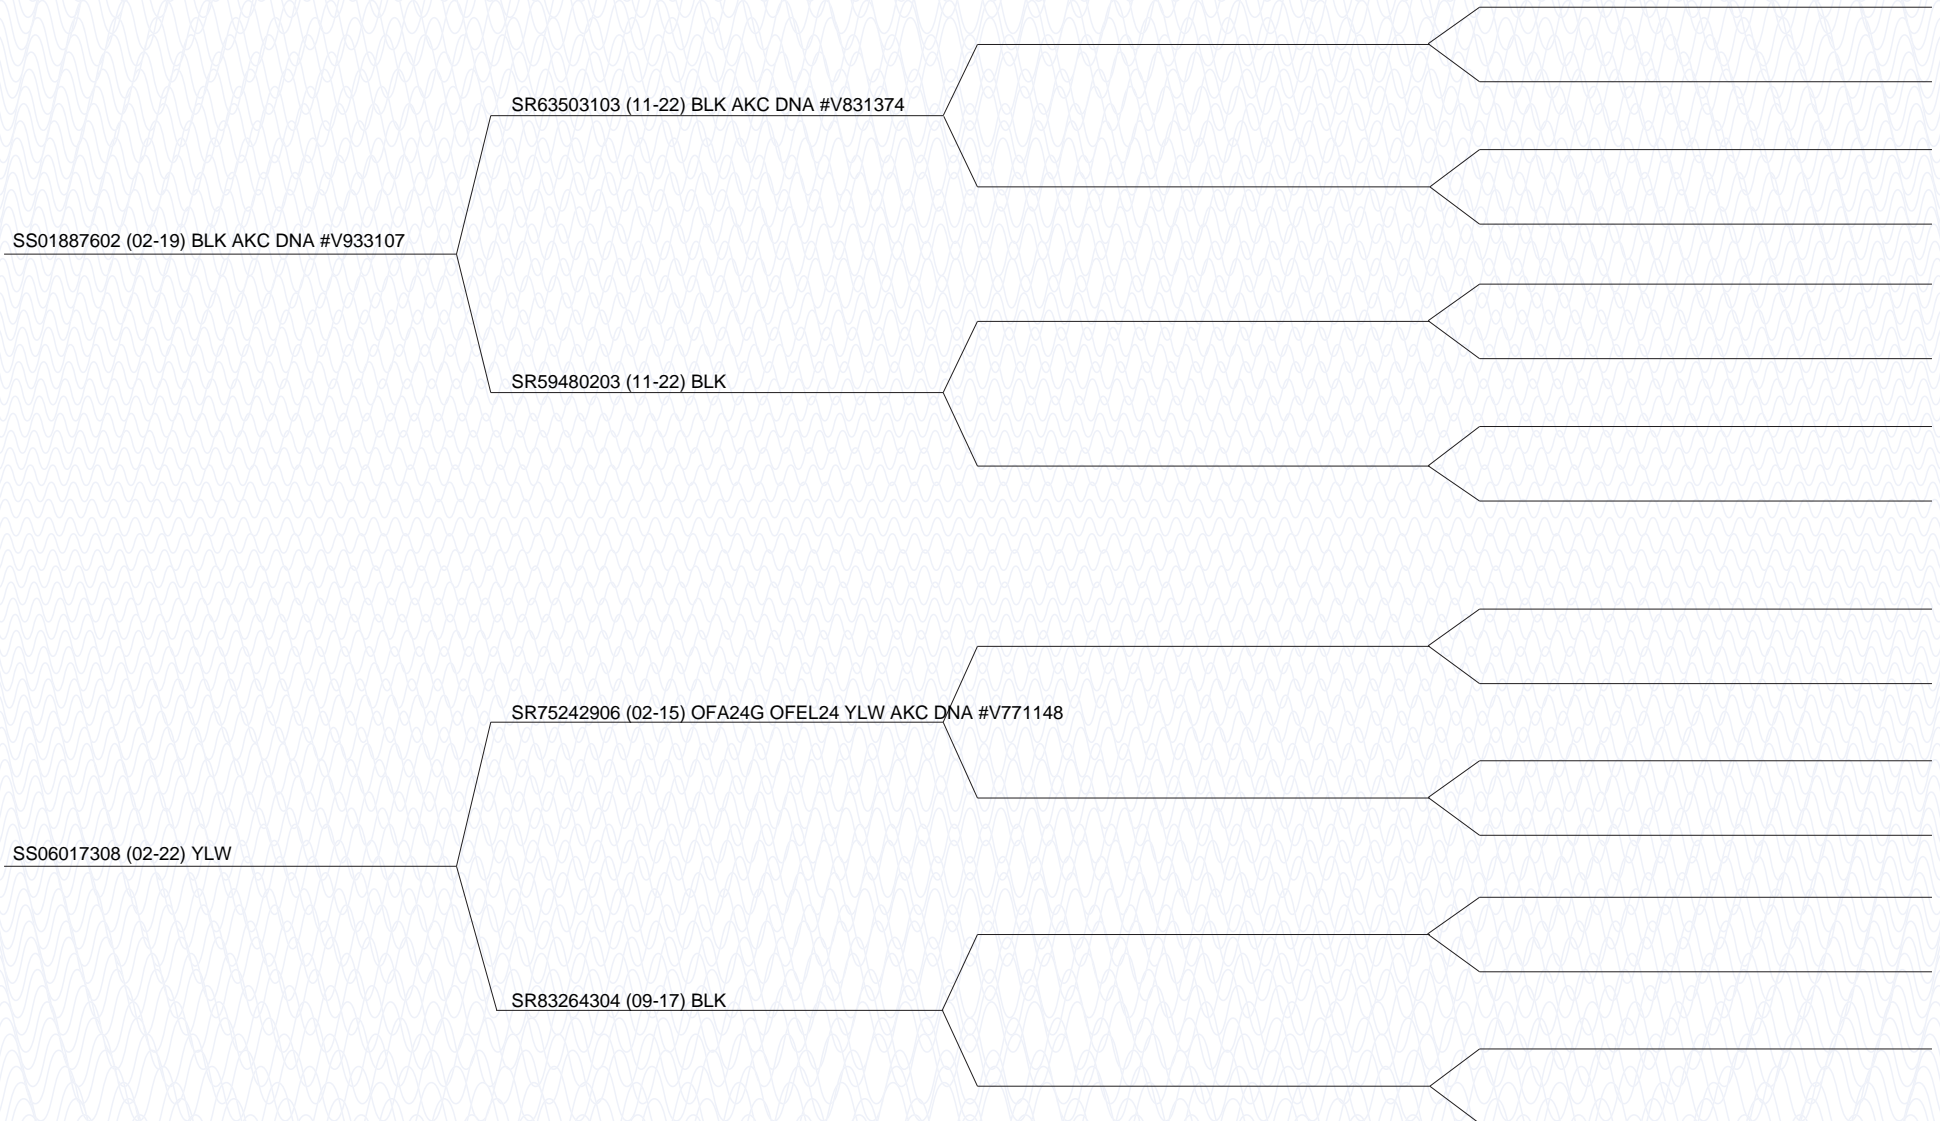 SR63503103 (11-22) BLK AKC DNA #V831374
SS01887602 (02-19) BLK AKC DNA #V933107
SR59480203 (11-22) BLK
SR75242906 (02-15) OFA24G OFEL24 YLW AKC DNA #V771148
SS06017308 (02-22) YLW
SR83264304 (09-17) BLK